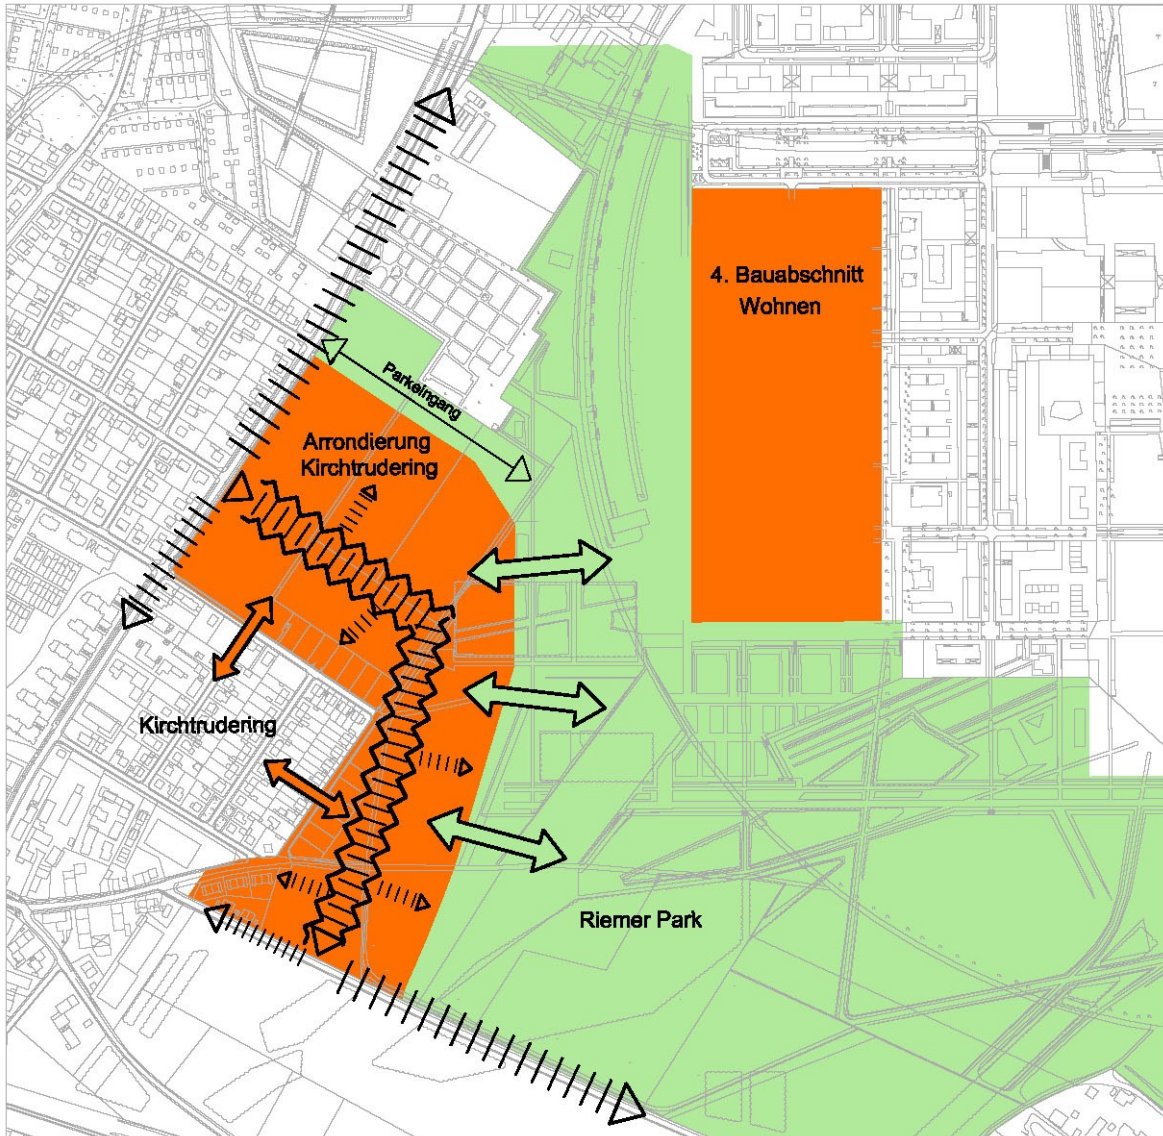 4. Bauabschnitt
Wohnen
Parkeingang
Arrondierung
Kirchtrudering
Kirchtrudering
Riemer Park